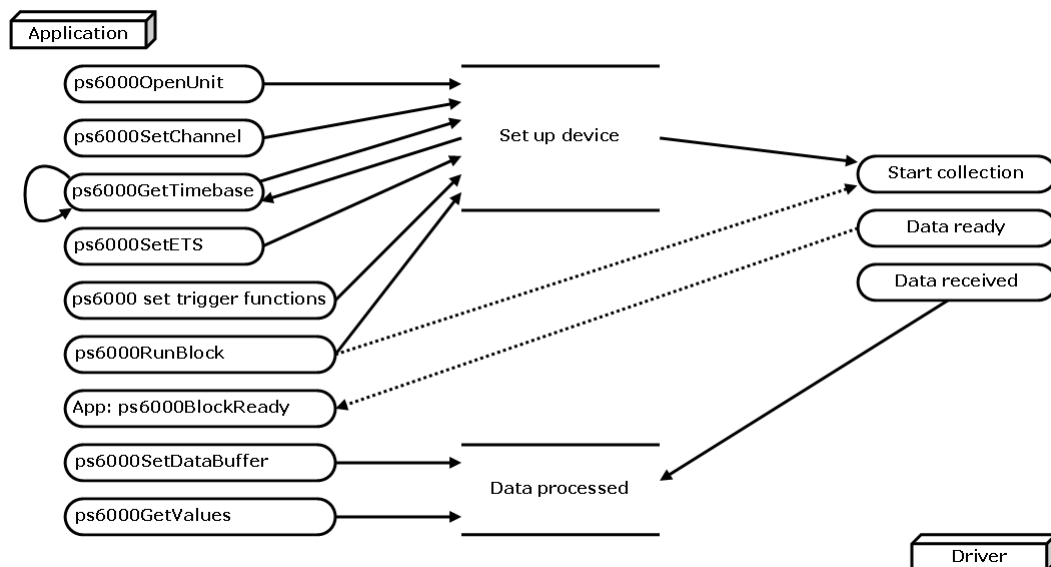 Application
ps6000OpenUnit
ps6000SetChannel
Set up device
ps6000GetTimebase
Start collection
ps6000SetETS
Data ready
ps6000 set trigger functions
Data received
ps6000RunBlock
App: ps6000BlockReady
ps6000SetDataBuffer
Data processed
ps6000GetValues
Driver